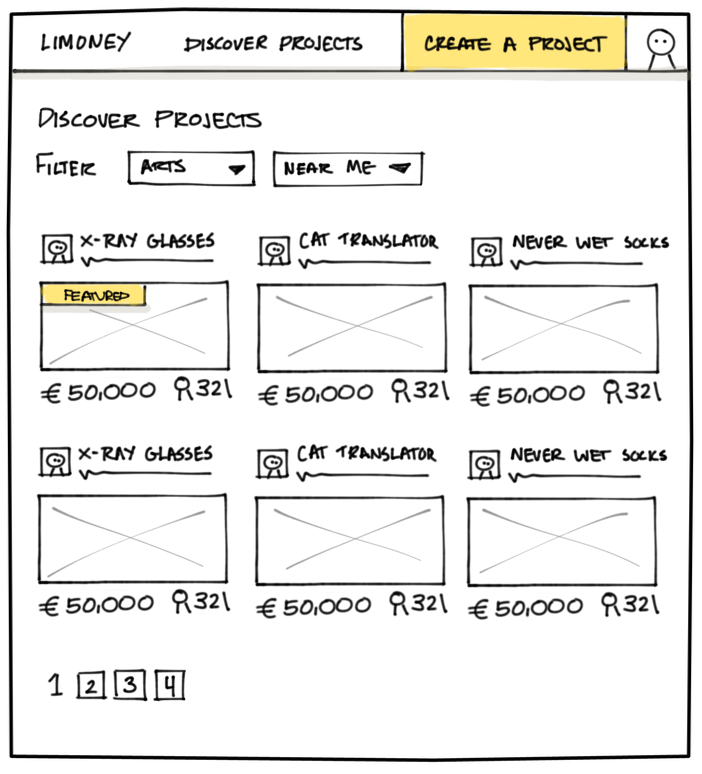 LIMONEY DISCOVER PROJECTS CREATE A PROJECT
DISCOVER PROJECTS
FILTER ARTS NEAR ME
X-RAY GLASSES CAT TRANSLATOR NEVER WET SOCKS
FEATURED
€50,000 321 €50,000 321 €50,000 321
X-RAY GLASSES CAT TRANSLATOR NEVER WET SOCKS
€50,000 321 €50,000 321 €50,000 321
1 2 3 4